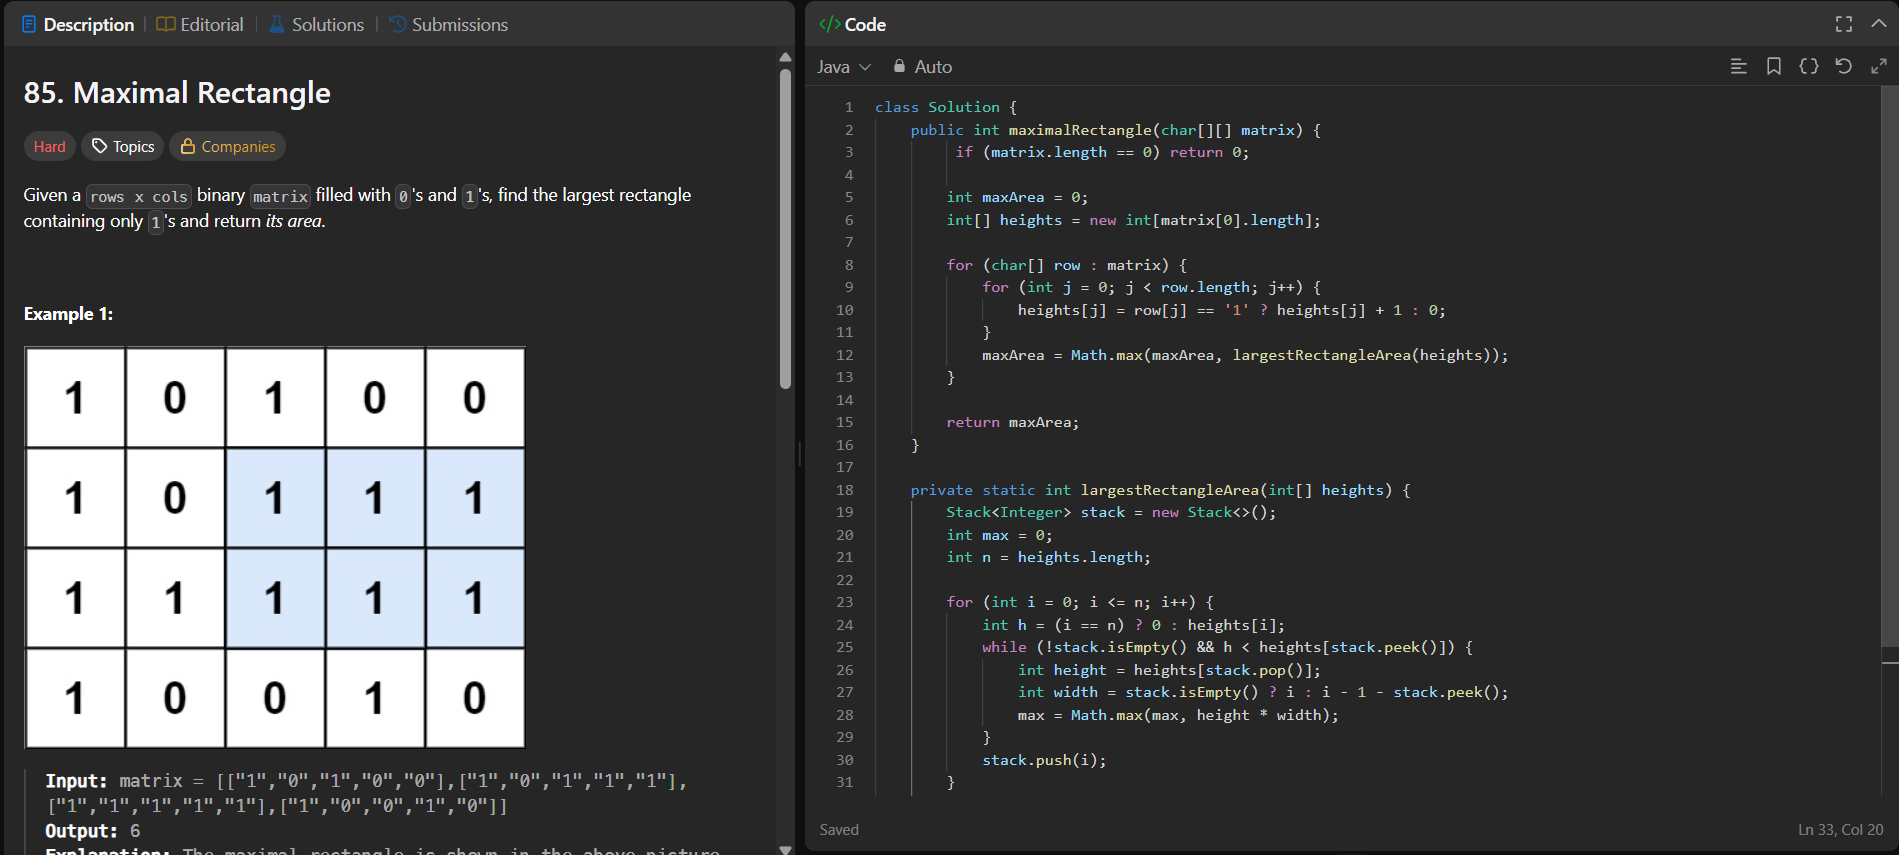 Description
Editorial
Solutions
Submissions
85. Maximal Rectangle
Hard
Topics
Companies
Given a rows x cols binary matrix filled with 0's and 1's, find the largest rectangle
containing only 1's and return its area.
Example 1:
1 0 1 0 0
1 0 1 1 1
1 1 1 1 1
1 0 0 1 0
Input: matrix = [["1","0","1","0","0"],["1","0","1","1","1"],
["1","1","1","1","1"],["1","0","0","1","0"]]
Output: 6
Explanation: The maximal rectangle is shown in the above picture
</> Code
Java
Auto
1 class Solution {
2 public int maximalRectangle(char[][] matrix) {
3 if (matrix.length == 0) return 0;
4
5 int maxArea = 0;
6 int[] heights = new int[matrix[0].length];
7
8 for (char[] row : matrix) {
9 for (int j = 0; j < row.length; j++) {
10 heights[j] = row[j] == '1' ? heights[j] + 1 : 0;
11 }
12 maxArea = Math.max(maxArea, largestRectangleArea(heights));
13 }
14
15 return maxArea;
16 }
17
18 private static int largestRectangleArea(int[] heights) {
19 Stack<Integer> stack = new Stack<>();
20 int max = 0;
21 int n = heights.length;
22
23 for (int i = 0; i <= n; i++) {
24 int h = (i == n) ? 0 : heights[i];
25 while (!stack.isEmpty() && h < heights[stack.peek()]) {
26 int height = heights[stack.pop()];
27 int width = stack.isEmpty() ? i : i - 1 - stack.peek();
28 max = Math.max(max, height * width);
29 }
30 stack.push(i);
31 }
Saved
Ln 33, Col 20